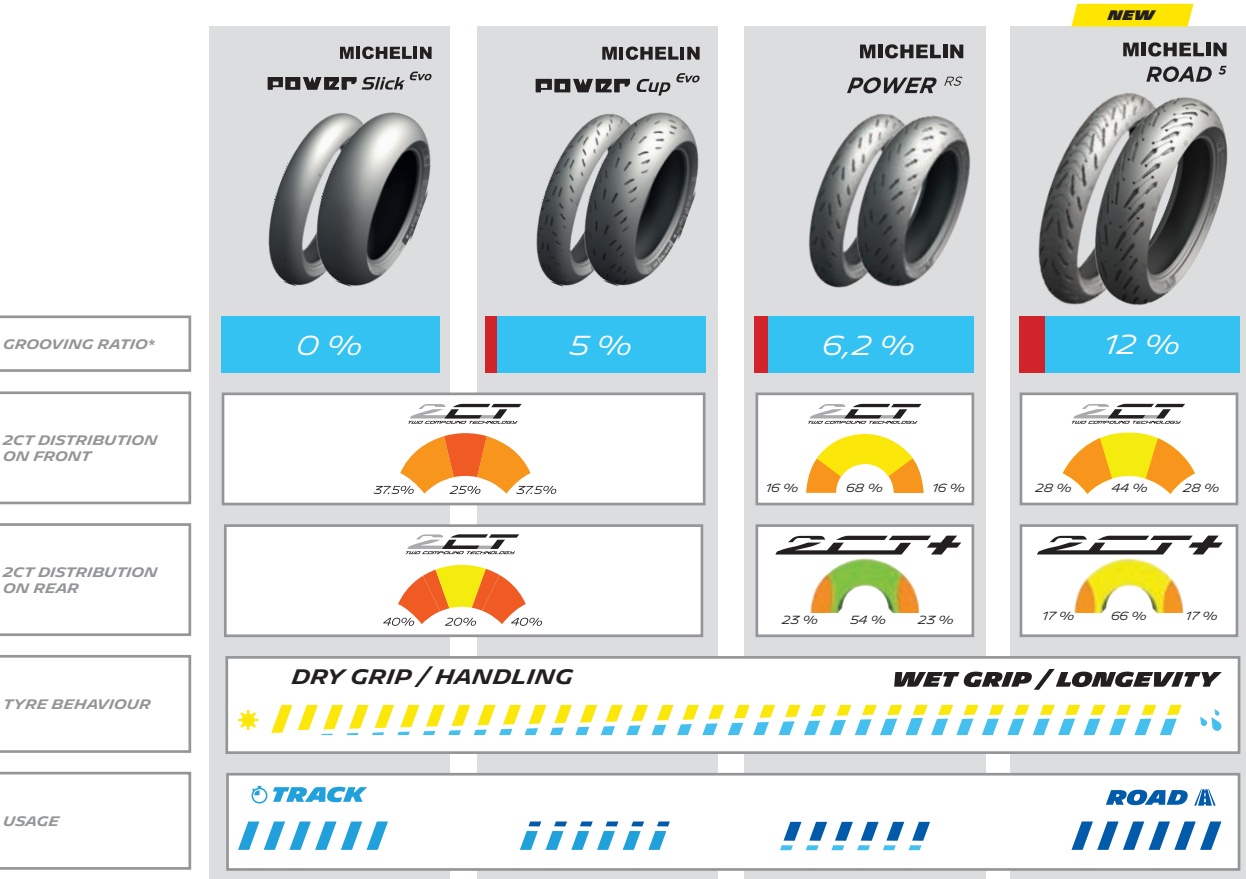 NEW
MICHELIN
POWER Slick Evo
MICHELIN
POWER Cup Evo
MICHELIN
POWER RS
MICHELIN
ROAD 5
GROOVING RATIO*
0 %
5 %
6,2 %
12 %
2CT DISTRIBUTION
ON FRONT
2CT
TWO COMPOUND TECHNOLOGY
37.5% 25% 37.5%
2CT
TWO COMPOUND TECHNOLOGY
16 % 68 % 16 %
2CT
TWO COMPOUND TECHNOLOGY
28 % 44 % 28 %
2CT DISTRIBUTION
ON REAR
2CT
TWO COMPOUND TECHNOLOGY
40% 20% 40%
2CT+
23 % 54 % 23 %
2CT+
17 % 66 % 17 %
TYRE BEHAVIOUR
DRY GRIP / HANDLING
WET GRIP / LONGEVITY
USAGE
TRACK
ROAD